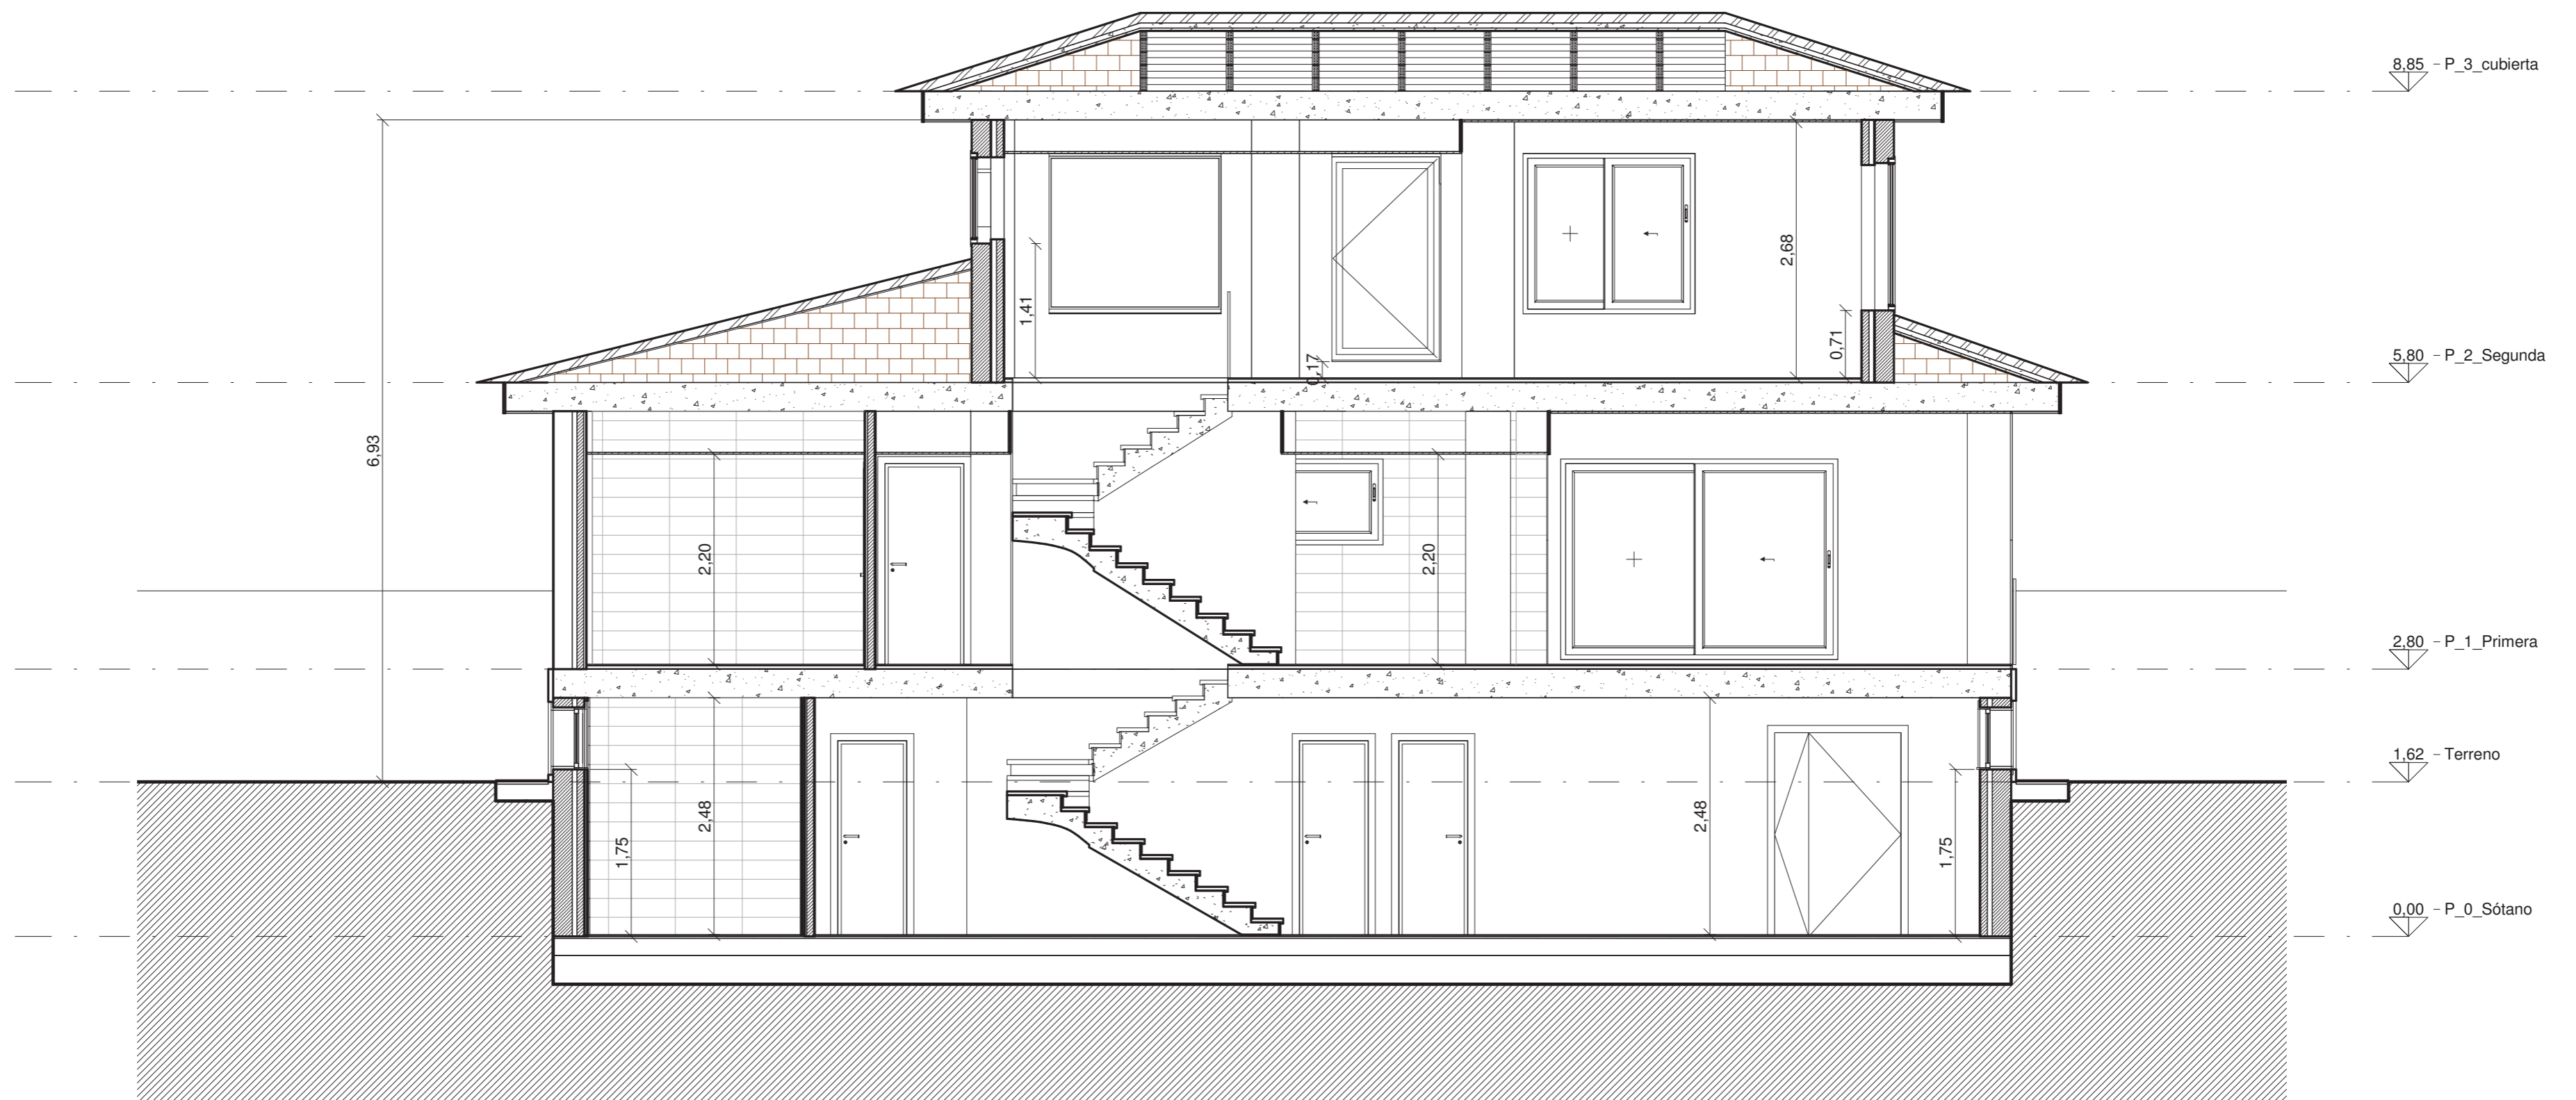 8,85 - P_3_cubierta
2,68
1,41
0,17
0,71
5,80 - P_2_Segunda
6,93
2,20
2,20
2,80 - P_1_Primera
1,62 - Terreno
1,75
2,48
2,48
1,75
0,00 - P_0_Sótano